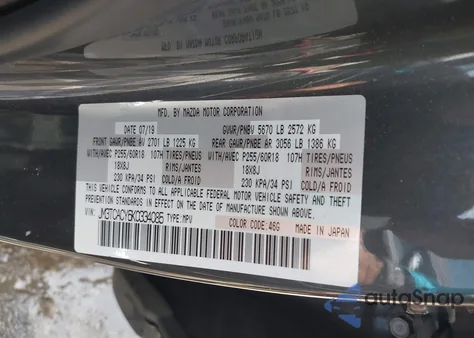 MFD. BY MAZDA MOTOR CORPORATION
DATE 07/19 GVWR/PNBV 5670 LB 2572 KG
FRONT GAWR/PNBE AV 2701 LB 1225 KG REAR GAWR/PNBE AR 3056 LB 1386 KG
WITH/AVEC P255/60R18 107H TIRES/PNEUS WITH/AVEC P255/60R18 107H TIRES/PNEUS
18X8J RIMS/JANTES 18X8J RIMS/JANTES
230 KPA/34 PSI COLD/A FROID 230 KPA/34 PSI COLD/A FROID
THIS VEHICLE CONFORMS TO ALL APPLICABLE FEDERAL MOTOR VEHICLE SAFETY, BUMPER, AND THEFT
PREVENTION STANDARDS IN EFFECT ON THE DATE OF MANUFACTURE SHOWN ABOVE.
TYPE MPV COLOR CODE:46G MADE IN JAPAN
autoSnap